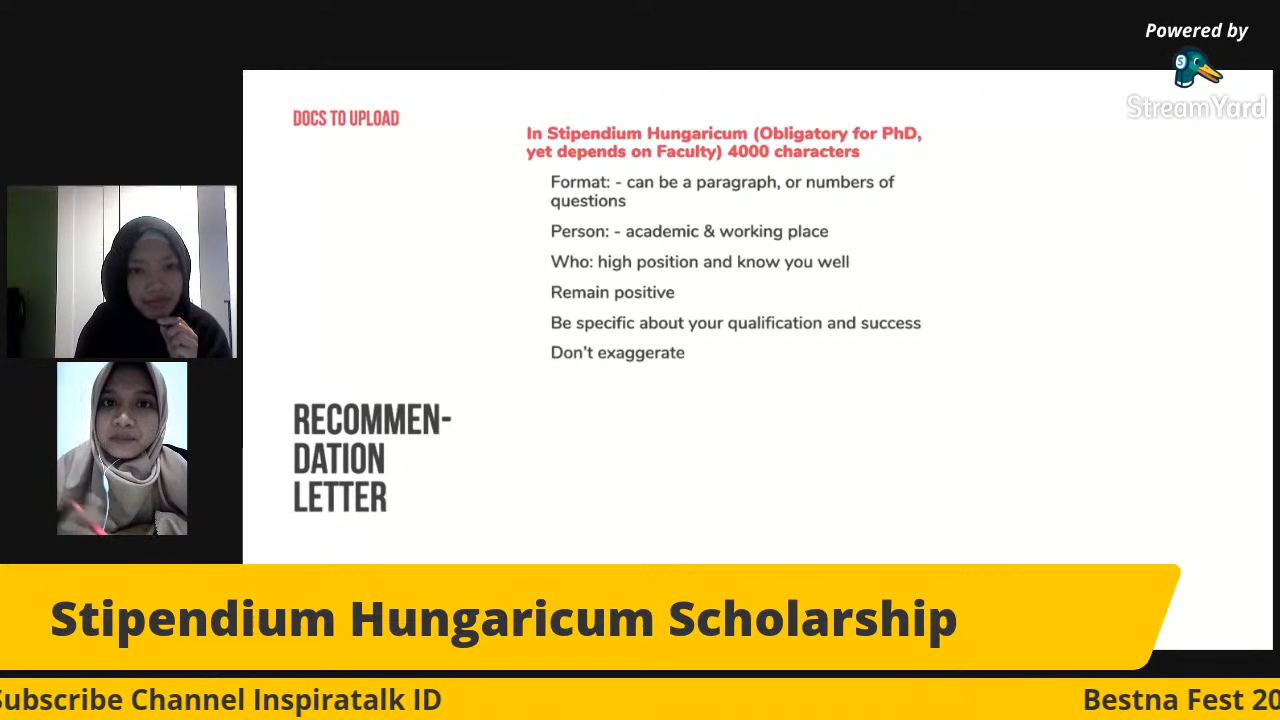 Powered by
StreamYard
DOCS TO UPLOAD
In Stipendium Hungaricum (Obligatory for PhD,
yet depends on Faculty) 4000 characters
Format: - can be a paragraph, or numbers of
questions
Person: - academic & working place
Who: high position and know you well
Remain positive
Be specific about your qualification and success
Don't exaggerate
RECOMMEN-
DATION
LETTER
Stipendium Hungaricum Scholarship
Subscribe Channel Inspiratalk ID
Bestna Fest 20